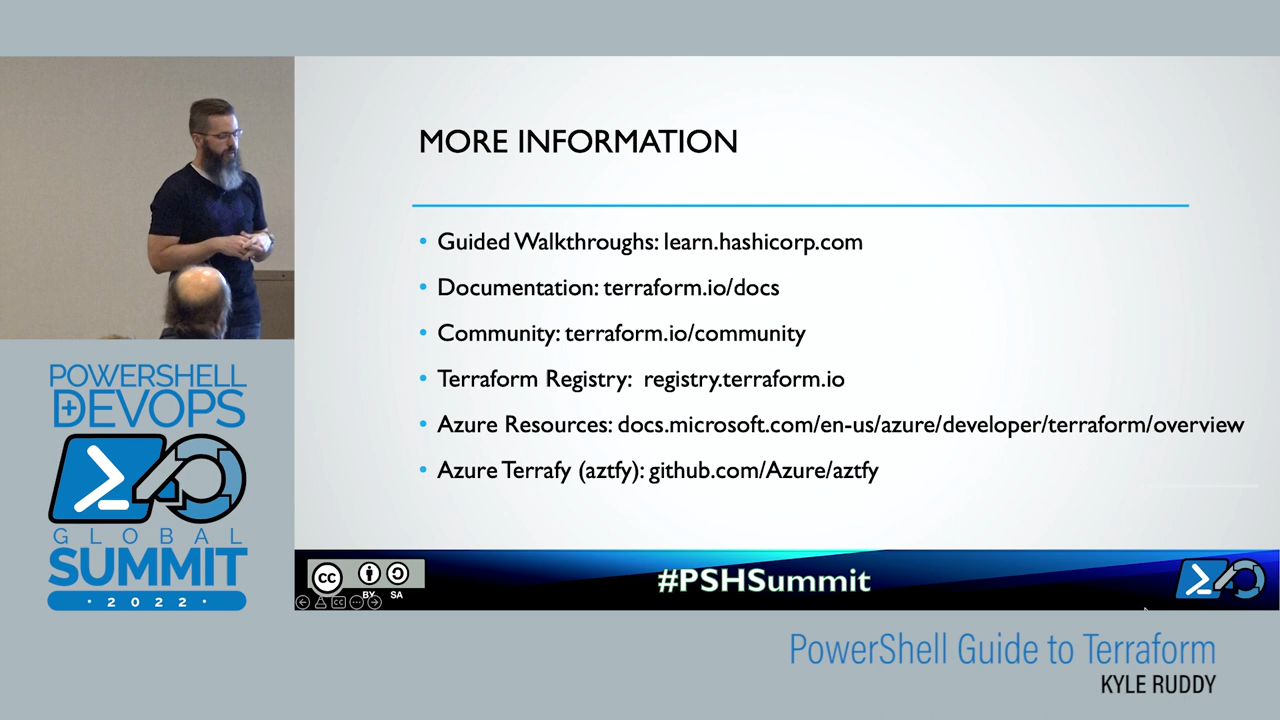 MORE INFORMATION
• Guided Walkthroughs: learn.hashicorp.com
• Documentation: terraform.io/docs
• Community: terraform.io/community
• Terraform Registry: registry.terraform.io
• Azure Resources: docs.microsoft.com/en-us/azure/developer/terraform/overview
• Azure Terrafy (aztfy): github.com/Azure/aztfy
POWERSHELL
+DEVOPS
GLOBAL
SUMMIT
· 2022 ·
CC
BY SA
CC
#PSHSummit
PowerShell Guide to Terraform
KYLE RUDDY